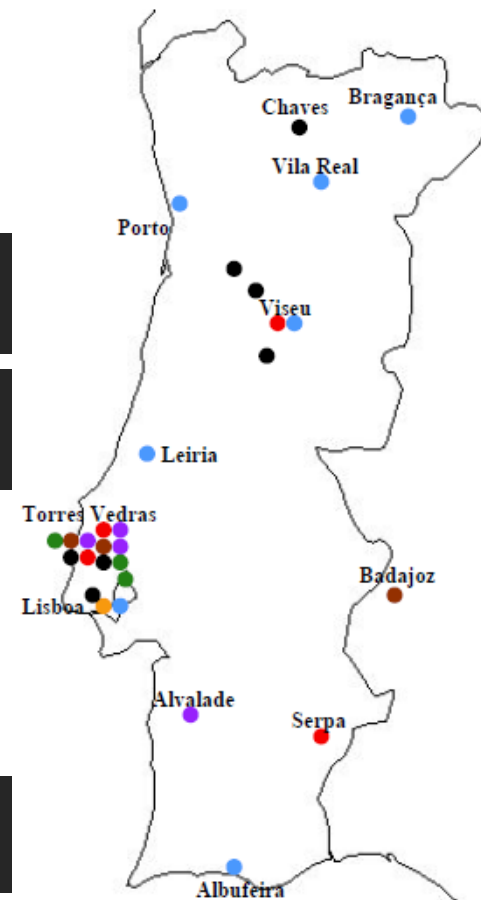 Bragança
Chaves
Vila Real
Porto
Viseu
Leiria
Torres Vedras
Badajoz
Lisboa
Alvalade
Serpa
Albufeira